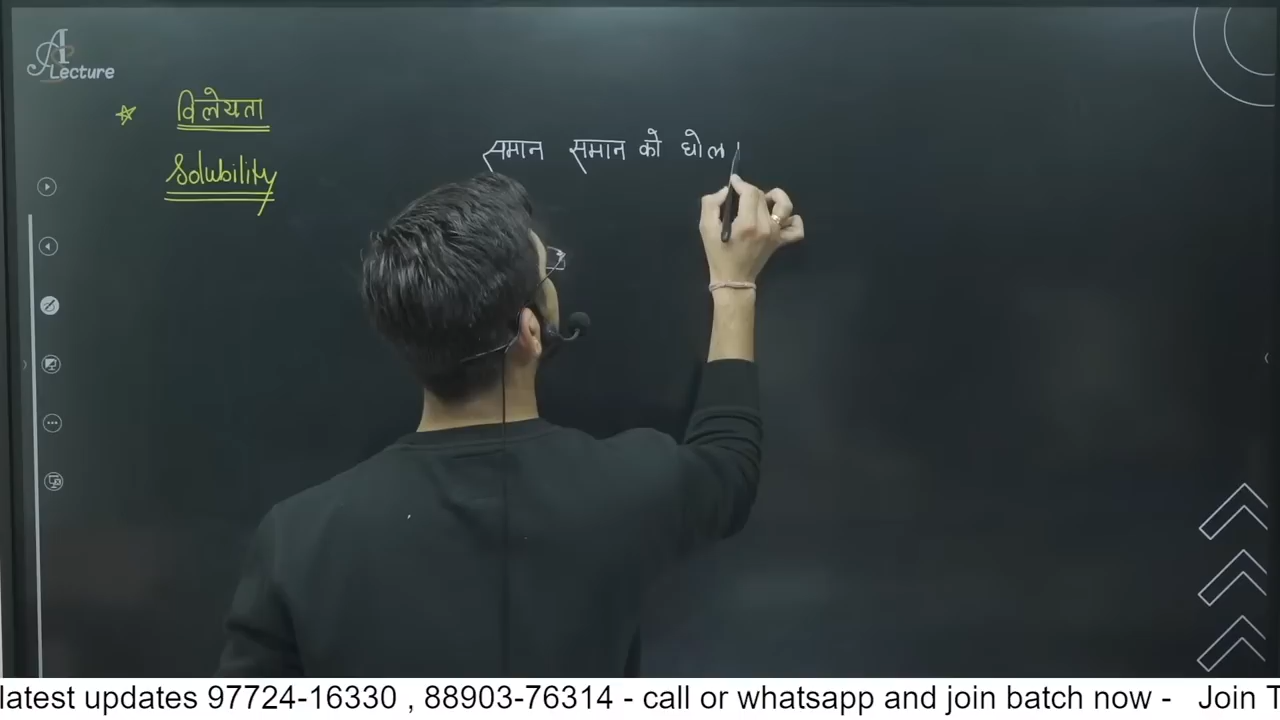 A Lecture
विलेयता
Solubility
समान समान को घोल
latest updates 97724-16330 , 88903-76314 - call or whatsapp and join batch now - Join T